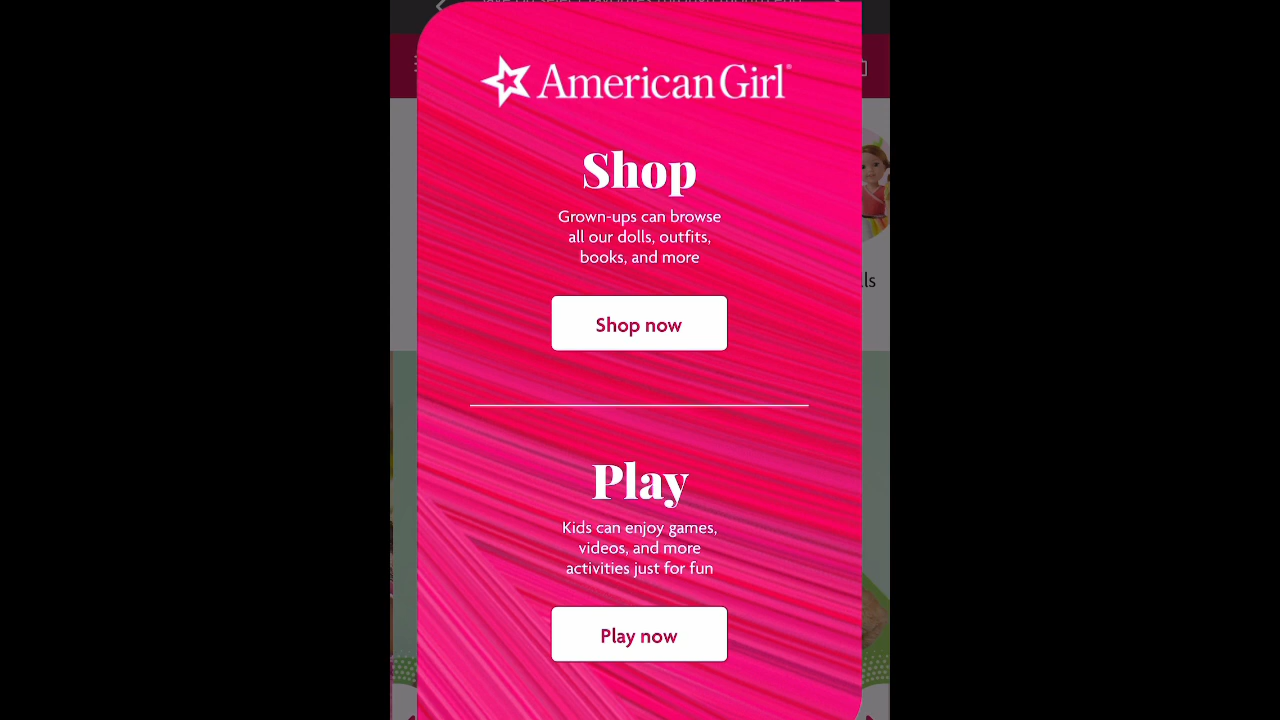 American Girl®
Shop
Grown-ups can browse
all our dolls, outfits,
books, and more
Shop now
Play
Kids can enjoy games,
videos, and more
activities just for fun
Play now